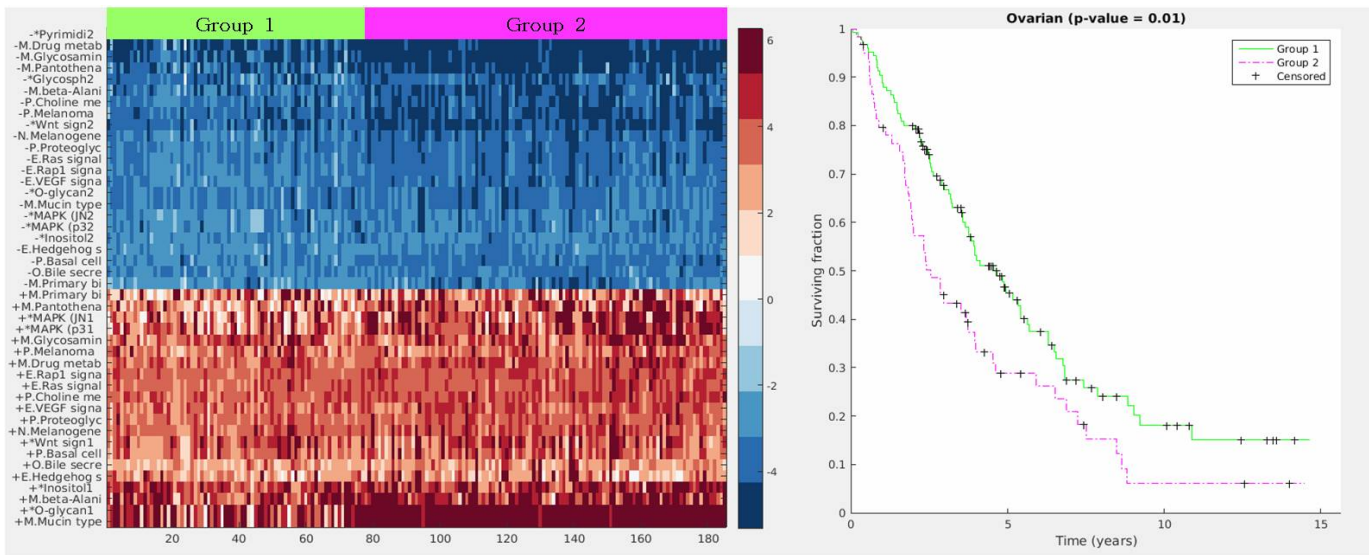 Group 1 Group 2
-*Pyrimidi2
-M.Drug metab
-M.Glycosamin
-M.Pantothena
-*Glycosph2
-M.beta-Alani
-P.Choline me
-P.Melanoma
-*Wnt sign2
-N.Melanogene
-P.Proteoglyc
-E.Ras signal
-E.Rap1 signa
-E.VEGF signa
-*O-glycan2
-M.Mucin type
-*MAPK (JN2
-*MAPK (p32
-*Inositol2
-E.Hedgehog s
-P.Basal cell
-O.Bile secre
-M.Primary bi
+M.Primary bi
+M.Pantothena
+*MAPK (JN1
+*MAPK (p31
+M.Glycosamin
+P.Melanoma
+M.Drug metab
+E.Rap1 signa
+E.Ras signal
+P.Choline me
+E.VEGF signa
+P.Proteoglyc
+N.Melanogene
+*Wnt sign1
+P.Basal cell
+O.Bile secre
+E.Hedgehog s
+*Inositol1
+M.beta-Alani
+*O-glycan1
+M.Mucin type
20 40 60 80 100 120 140 160 180
6
4
2
0
-2
-4
Ovarian (p-value = 0.01)
Group 1
Group 2
Censored
Surviving fraction
1
0.9
0.8
0.7
0.6
0.5
0.4
0.3
0.2
0.1
0
0 5 10 15
Time (years)